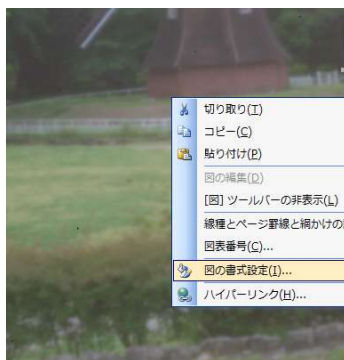 切り取り(T)
コピー(C)
貼り付け(P)
図の編集(D)
[図] ツールバーの非表示(L)
線種とページ罫線と網かけの
図表番号(C)...
図の書式設定(I)...
ハイパーリンク(H)...